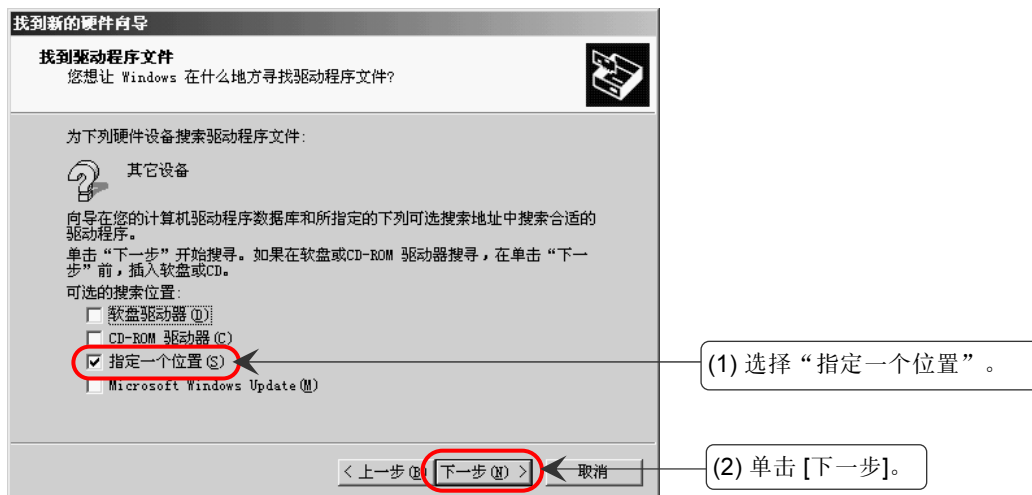 找到新的硬件向导
找到驱动程序文件
您想让 Windows 在什么地方寻找驱动程序文件?
为下列硬件设备搜索驱动程序文件:
其它设备
向导在您的计算机驱动程序数据库和所指定的下列可选搜索地址中搜索合适的
驱动程序。
单击“下一步”开始搜寻。如果在软盘或CD-ROM 驱动器搜寻，在单击“下一
步”前，插入软盘或CD。
可选的搜索位置:
软盘驱动器(D)
CD-ROM 驱动器(C)
指定一个位置(S)
Microsoft Windows Update(M)
(1) 选择“指定一个位置”。
< 上一步(B)
下一步(N) >
取消
(2) 单击 [下一步]。